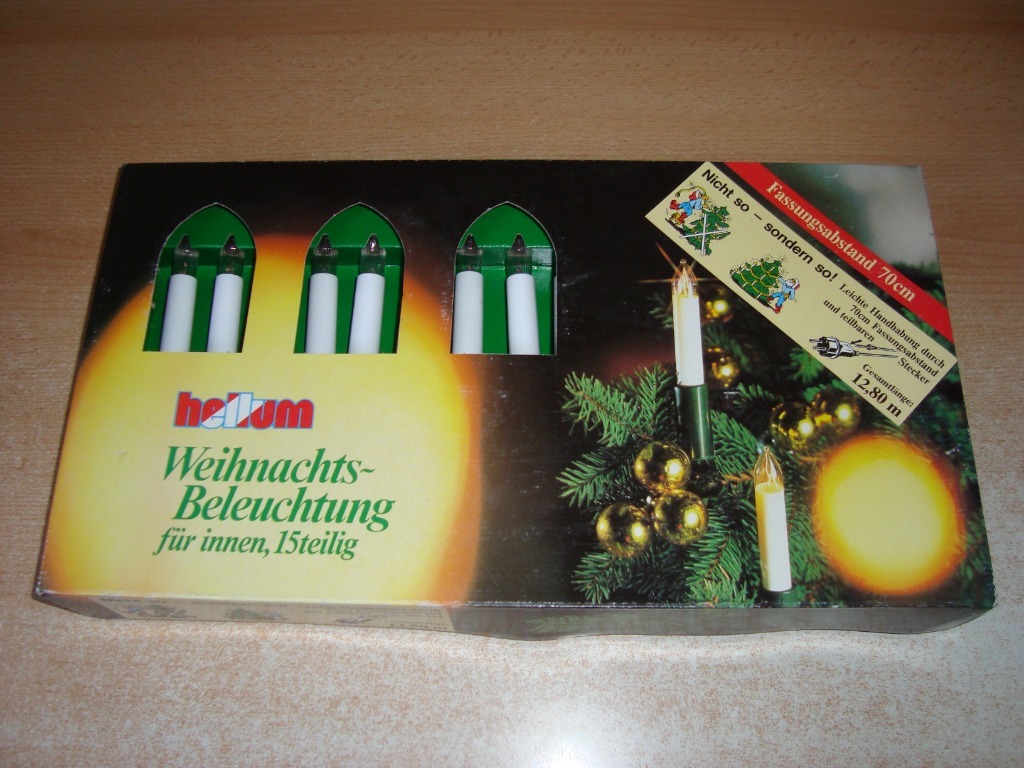 Fassungsabstand 70cm
Nicht so – sondern so!
Leichte Handhabung durch
70cm Fassungsabstand
und teilbaren Stecker
Gesamtlänge:
12,80 m
hellum
Weihnachts-
Beleuchtung
für innen, 15teilig